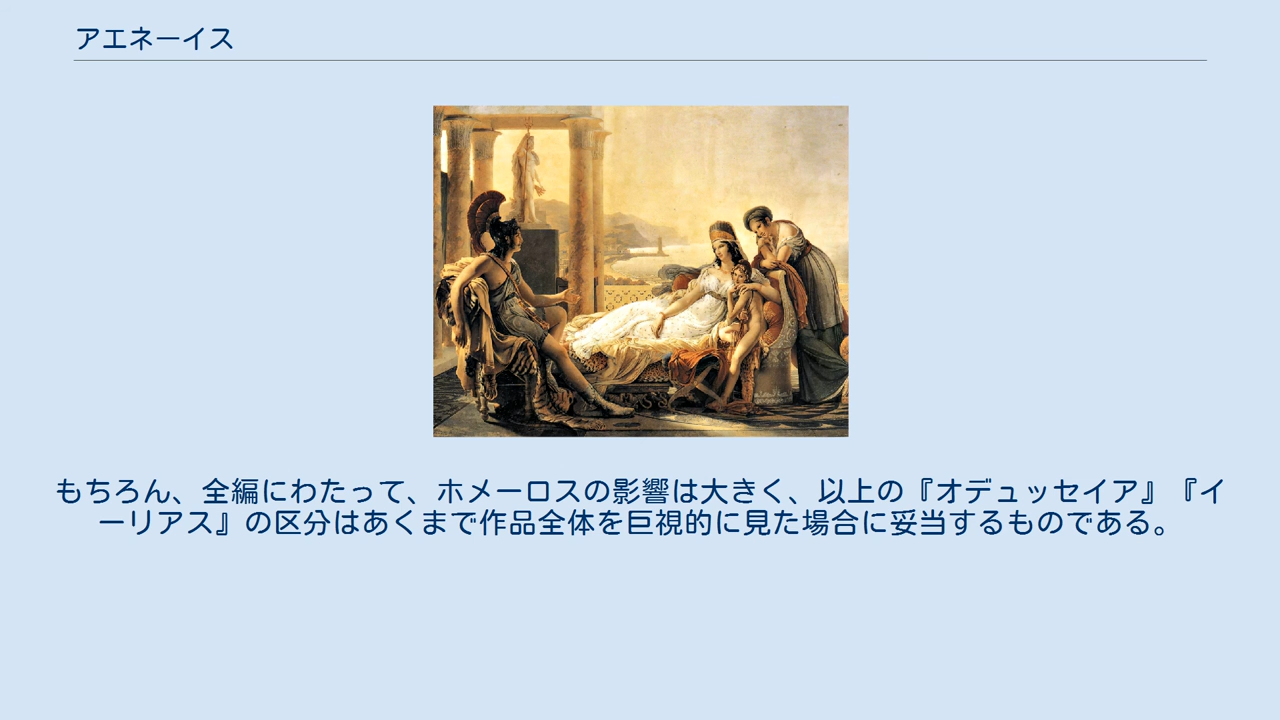 アエネーイス
もちろん、全編にわたって、ホメーロスの影響は大きく、以上の『オデュッセイア』『イ
ーリアス』の区分はあくまで作品全体を巨視的に見た場合に妥当するものである。